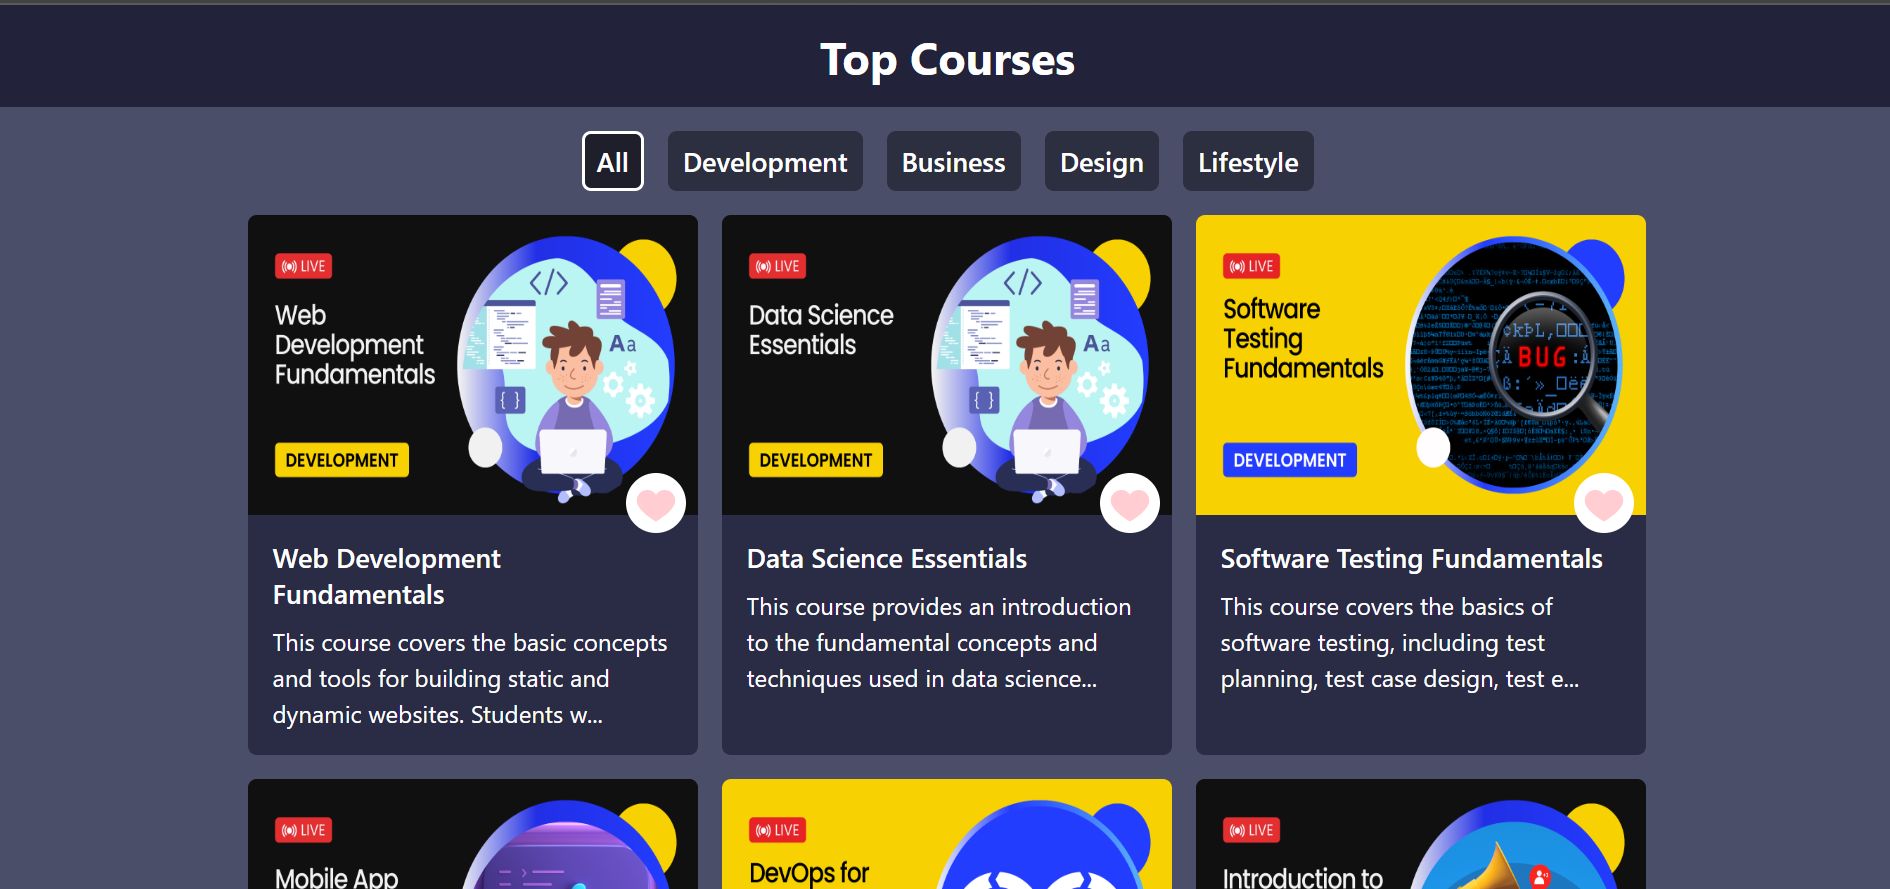 Top Courses
All
Development
Business
Design
Lifestyle
LIVE
Web
Development
Fundamentals
</>
Aa
{ }
DEVELOPMENT
Web Development
Fundamentals
This course covers the basic concepts
and tools for building static and
dynamic websites. Students w...
LIVE
Data Science
Essentials
</>
Aa
{ }
DEVELOPMENT
Data Science Essentials
This course provides an introduction
to the fundamental concepts and
techniques used in data science...
LIVE
Software
Testing
Fundamentals
BUG
DEVELOPMENT
Software Testing Fundamentals
This course covers the basics of
software testing, including test
planning, test case design, test e...
LIVE
Mobile App
LIVE
DevOps for
LIVE
Introduction to